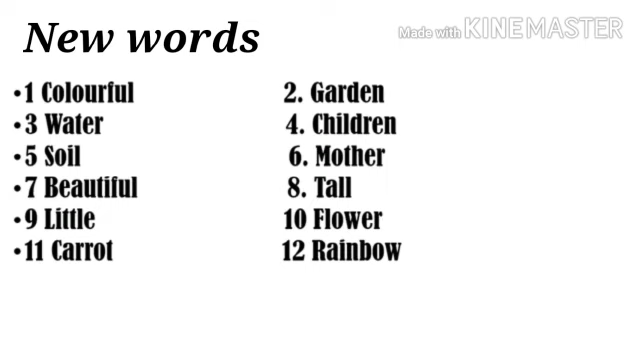 New words
Made with KINEMASTER
•1 Colourful 2. Garden
•3 Water 4. Children
•5 Soil 6. Mother
•7 Beautiful 8. Tall
•9 Little 10 Flower
•11 Carrot 12 Rainbow